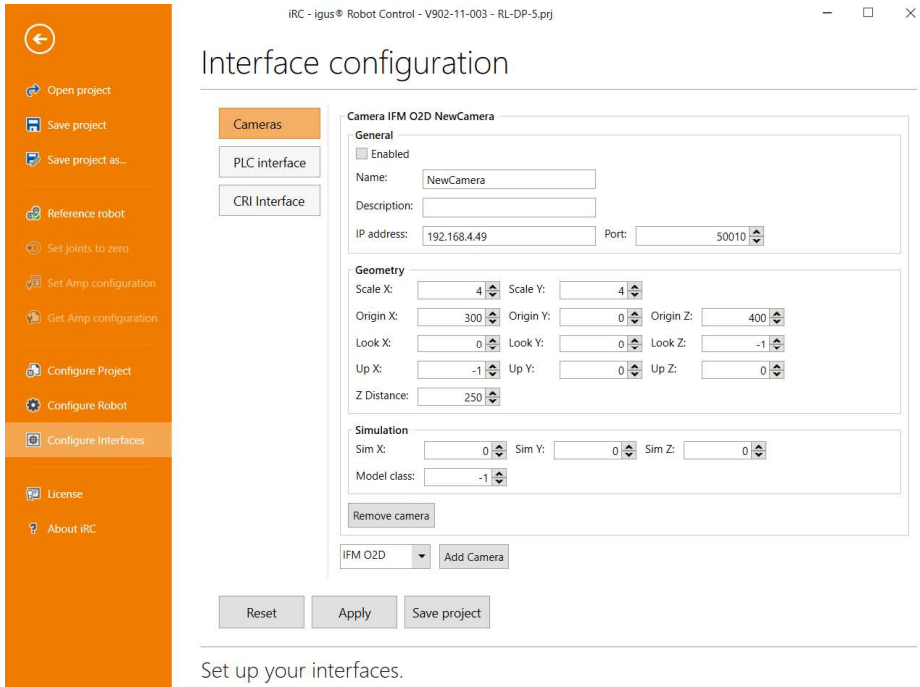 iRC - igus® Robot Control - V902-11-003 - RL-DP-5.prj
Open project
Save project
Save project as...
Reference robot
Set joints to zero
Set Amp configuration
Get Amp configuration
Configure Project
Configure Robot
Configure Interfaces
License
About iRC
Interface configuration
Cameras
PLC interface
CRI Interface
Camera IFM O2D NewCamera
General
Enabled
Name: NewCamera
Description:
IP address: 192.168.4.49 Port: 50010
Geometry
Scale X: 4 Scale Y: 4
Origin X: 300 Origin Y: 0 Origin Z: 400
Look X: 0 Look Y: 0 Look Z: -1
Up X: -1 Up Y: 0 Up Z: 0
Z Distance: 250
Simulation
Sim X: 0 Sim Y: 0 Sim Z: 0
Model class: -1
Remove camera
IFM O2D Add Camera
Reset Apply Save project
Set up your interfaces.